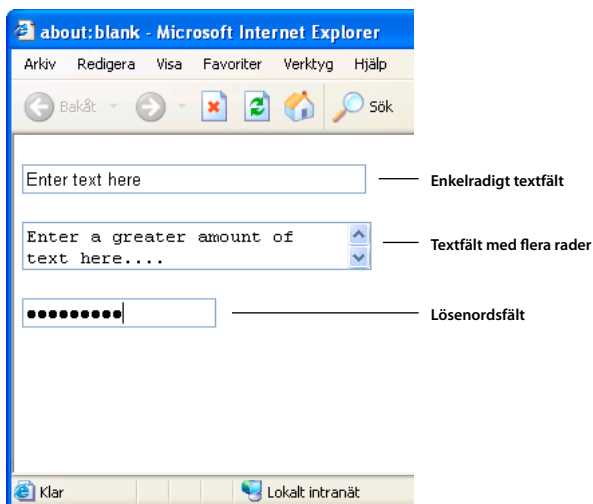 about:blank - Microsoft Internet Explorer
Arkiv Redigera Visa Favoriter Verktyg Hjälp
Bakåt Sök
Enter text here
Enkelradigt textfält
Enter a greater amount of
text here....
Textfält med flera rader
●●●●●●●●●
Lösenordsfält
Klar Lokalt intranät